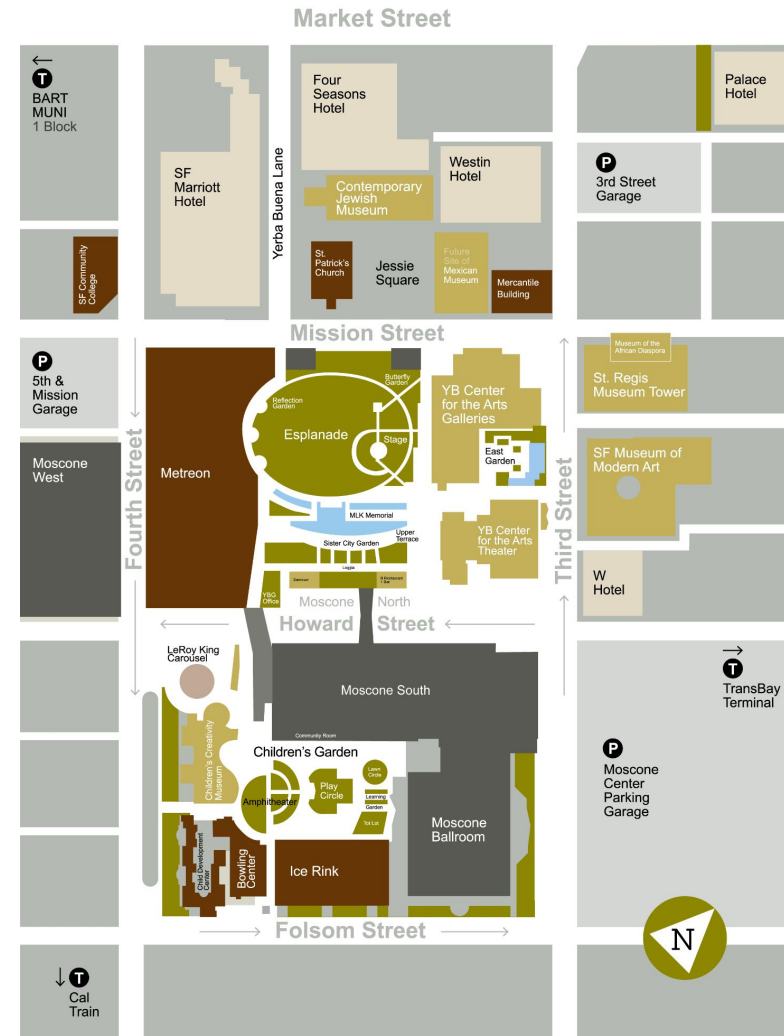 Market Street
T
BART
MUNI
1 Block
SF
Marriott
Hotel
Yerba Buena Lane
Four
Seasons
Hotel
Westin
Hotel
Contemporary
Jewish
Museum
Palace
Hotel
P
3rd Street
Garage
SF Community
College
St.
Patrick's
Church
Jessie
Square
Future
Site of
Mexican
Museum
Mercantile
Building
Mission Street
P
5th &
Mission
Garage
Moscone
West
Fourth Street
Metreon
Reflection
Garden
Butterfly
Garden
Esplanade
Stage
YB Center
for the Arts
Galleries
East
Garden
Museum of the
African Diaspora
St. Regis
Museum Tower
SF Museum of
Modern Art
Third Street
MLK Memorial
Upper
Terrace
Sister City Garden
YB Center
for the Arts
Theater
Loggia
YBG
Office
W
Hotel
Moscone North
Howard Street
LeRoy King
Carousel
Moscone South
Community Room
Children's Garden
Children's Creativity
Museum
Amphitheater
Play
Circle
Lawn
Circle
Learning
Garden
Tot Lot
Moscone
Ballroom
Child Development
Center
Bowling
Center
Ice Rink
T
TransBay
Terminal
P
Moscone
Center
Parking
Garage
N
Folsom Street
T
Cal
Train